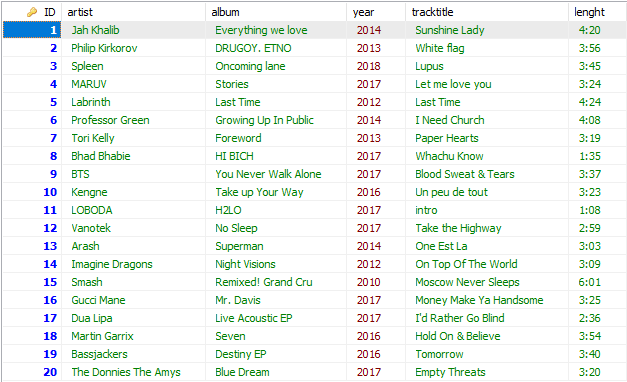 ID artist album year tracktitle lenght
1 Jah Khalib Everything we love 2014 Sunshine Lady 4:20
2 Philip Kirkorov DRUGOY. ETNO 2013 White flag 3:56
3 Spleen Oncoming lane 2018 Lupus 3:45
4 MARUV Stories 2017 Let me love you 3:24
5 Labrinth Last Time 2012 Last Time 4:24
6 Professor Green Growing Up In Public 2014 I Need Church 4:08
7 Tori Kelly Foreword 2013 Paper Hearts 3:19
8 Bhad Bhabie HI BICH 2017 Whachu Know 1:35
9 BTS You Never Walk Alone 2017 Blood Sweat & Tears 3:37
10 Kengne Take up Your Way 2016 Un peu de tout 3:23
11 LOBODA H2LO 2017 intro 1:08
12 Vanotek No Sleep 2017 Take the Highway 2:59
13 Arash Superman 2014 One Est La 3:03
14 Imagine Dragons Night Visions 2012 On Top Of The World 3:09
15 Smash Remixed! Grand Cru 2010 Moscow Never Sleeps 6:01
16 Gucci Mane Mr. Davis 2017 Money Make Ya Handsome 3:25
17 Dua Lipa Live Acoustic EP 2017 I'd Rather Go Blind 2:36
18 Martin Garrix Seven 2016 Hold On & Believe 3:54
19 Bassjackers Destiny EP 2016 Tomorrow 3:40
20 The Donnies The Amys Blue Dream 2017 Empty Threats 3:20